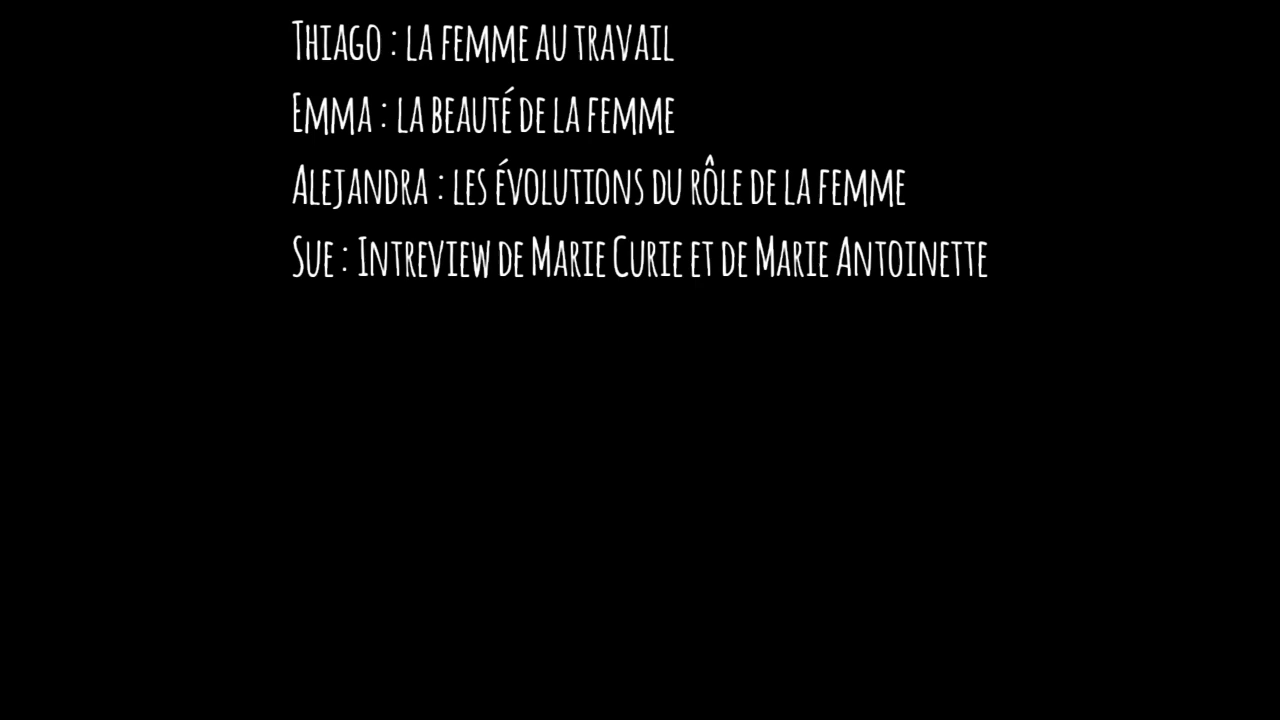 Thiago : la femme au travail
Emma : la beauté de la femme
Alejandra : les évolutions du rôle de la femme
Sue : Intreview de Marie Curie et de Marie Antoinette